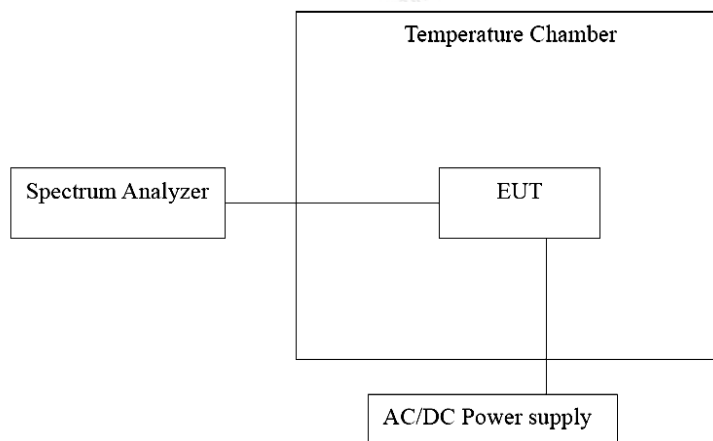 Temperature Chamber
Spectrum Analyzer
EUT
AC/DC Power supply